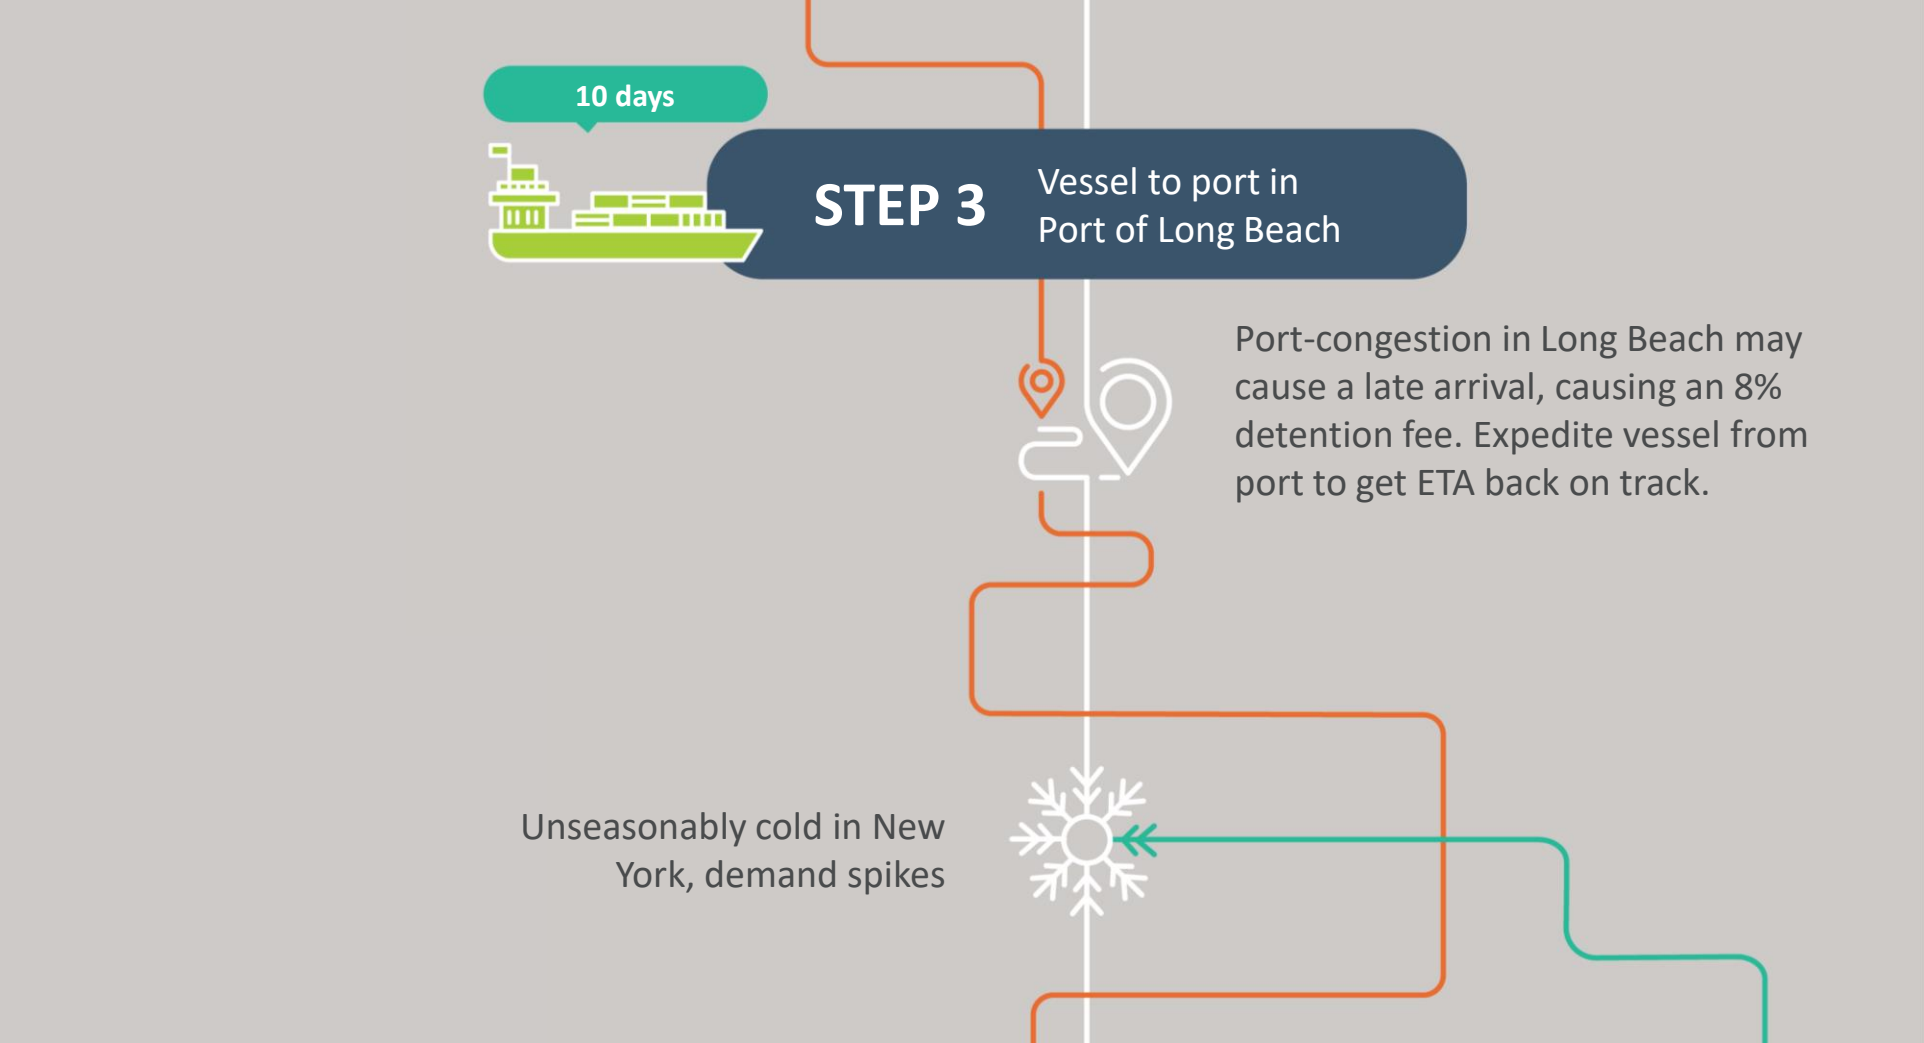 10 days
STEP 3
Vessel to port in
Port of Long Beach
Port-congestion in Long Beach may
cause a late arrival, causing an 8%
detention fee. Expedite vessel from
port to get ETA back on track.
Unseasonably cold in New
York, demand spikes